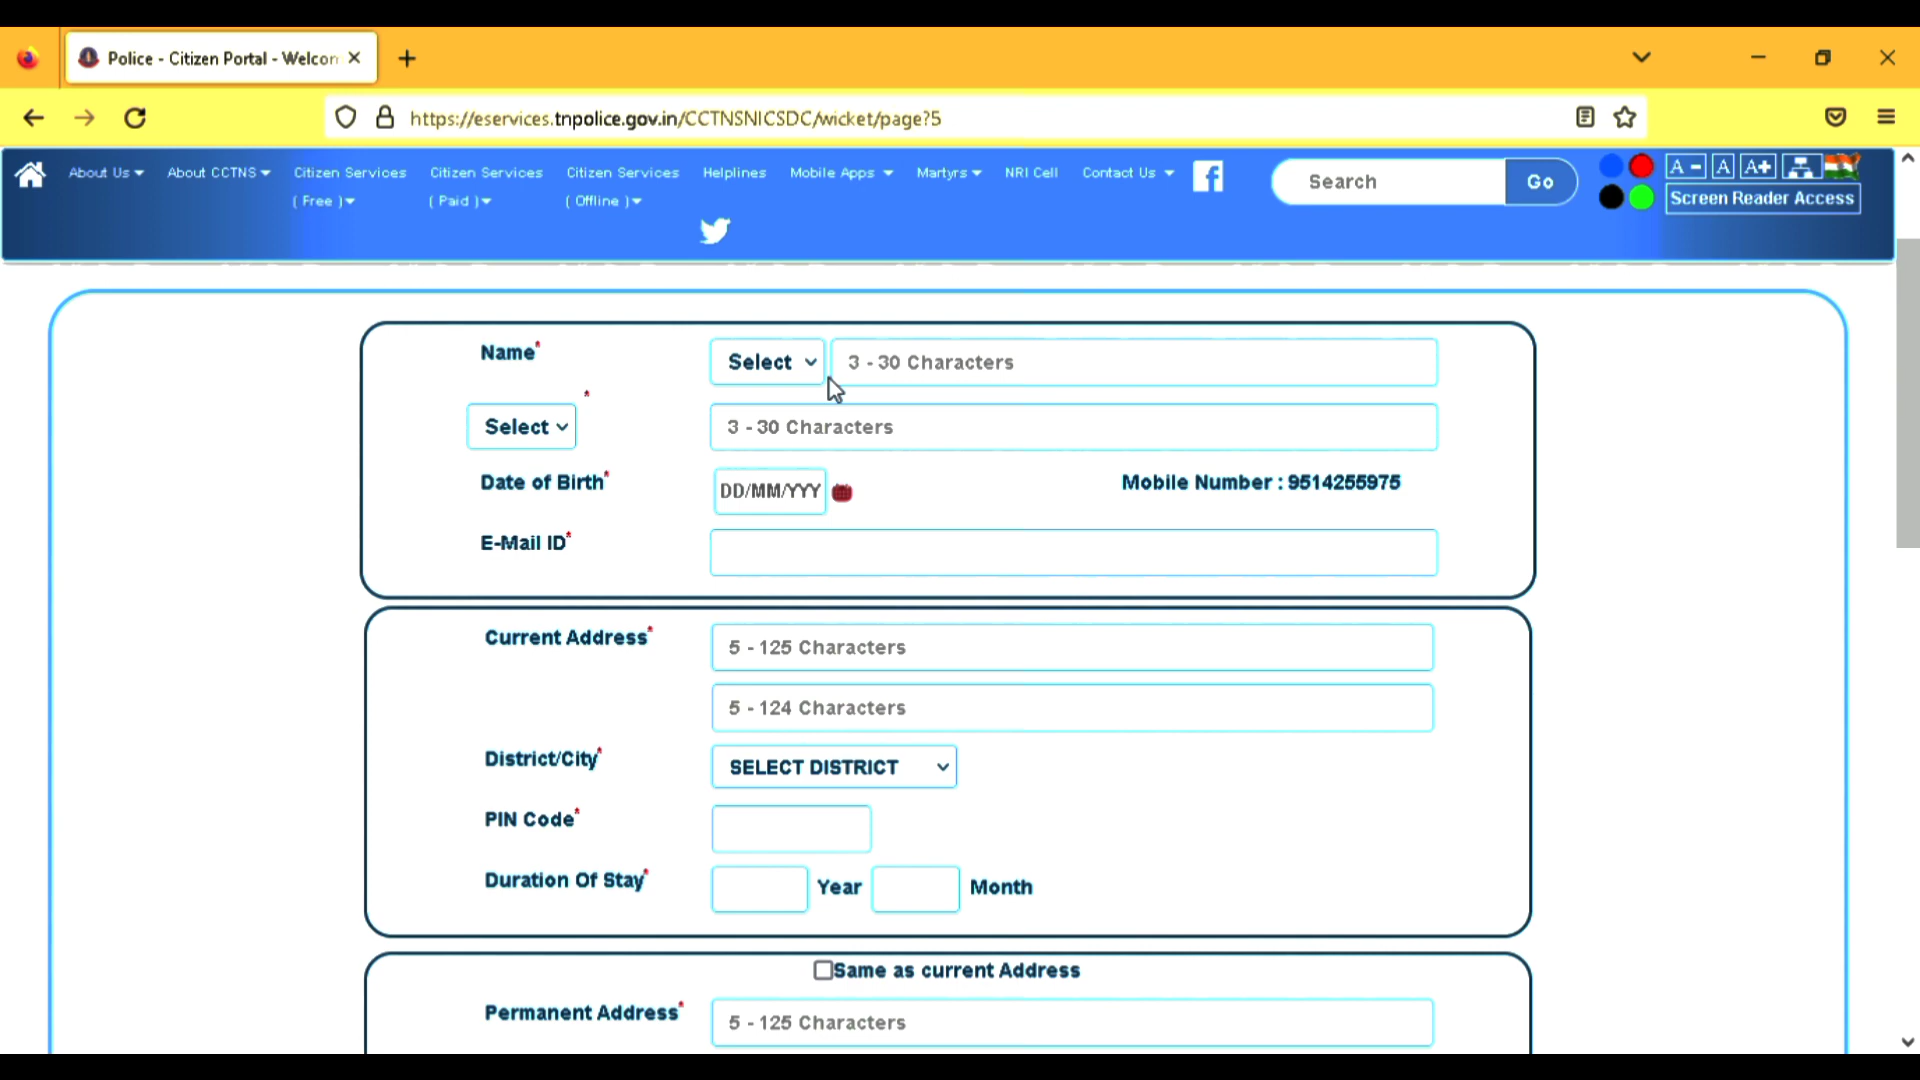 Police - Citizen Portal - Welcon
https://eservices.tnpolice.gov.in/CCTNSNICSDC/wicket/page?5
About Us
About CCTNS
Citizen Services
( Free )
Citizen Services
( Paid )
Citizen Services
( Offline )
Helplines
Mobile Apps
Martyrs
NRI Cell
Contact Us
Search
Go
A -
A
A+
Screen Reader Access
Name*
Select
3 - 30 Characters
*
Select
3 - 30 Characters
Date of Birth*
DD/MM/YYY
Mobile Number : 9514255975
E-Mail ID*
Current Address*
5 - 125 Characters
5 - 124 Characters
District/City*
SELECT DISTRICT
PIN Code*
Duration Of Stay*
Year
Month
Same as current Address
Permanent Address*
5 - 125 Characters